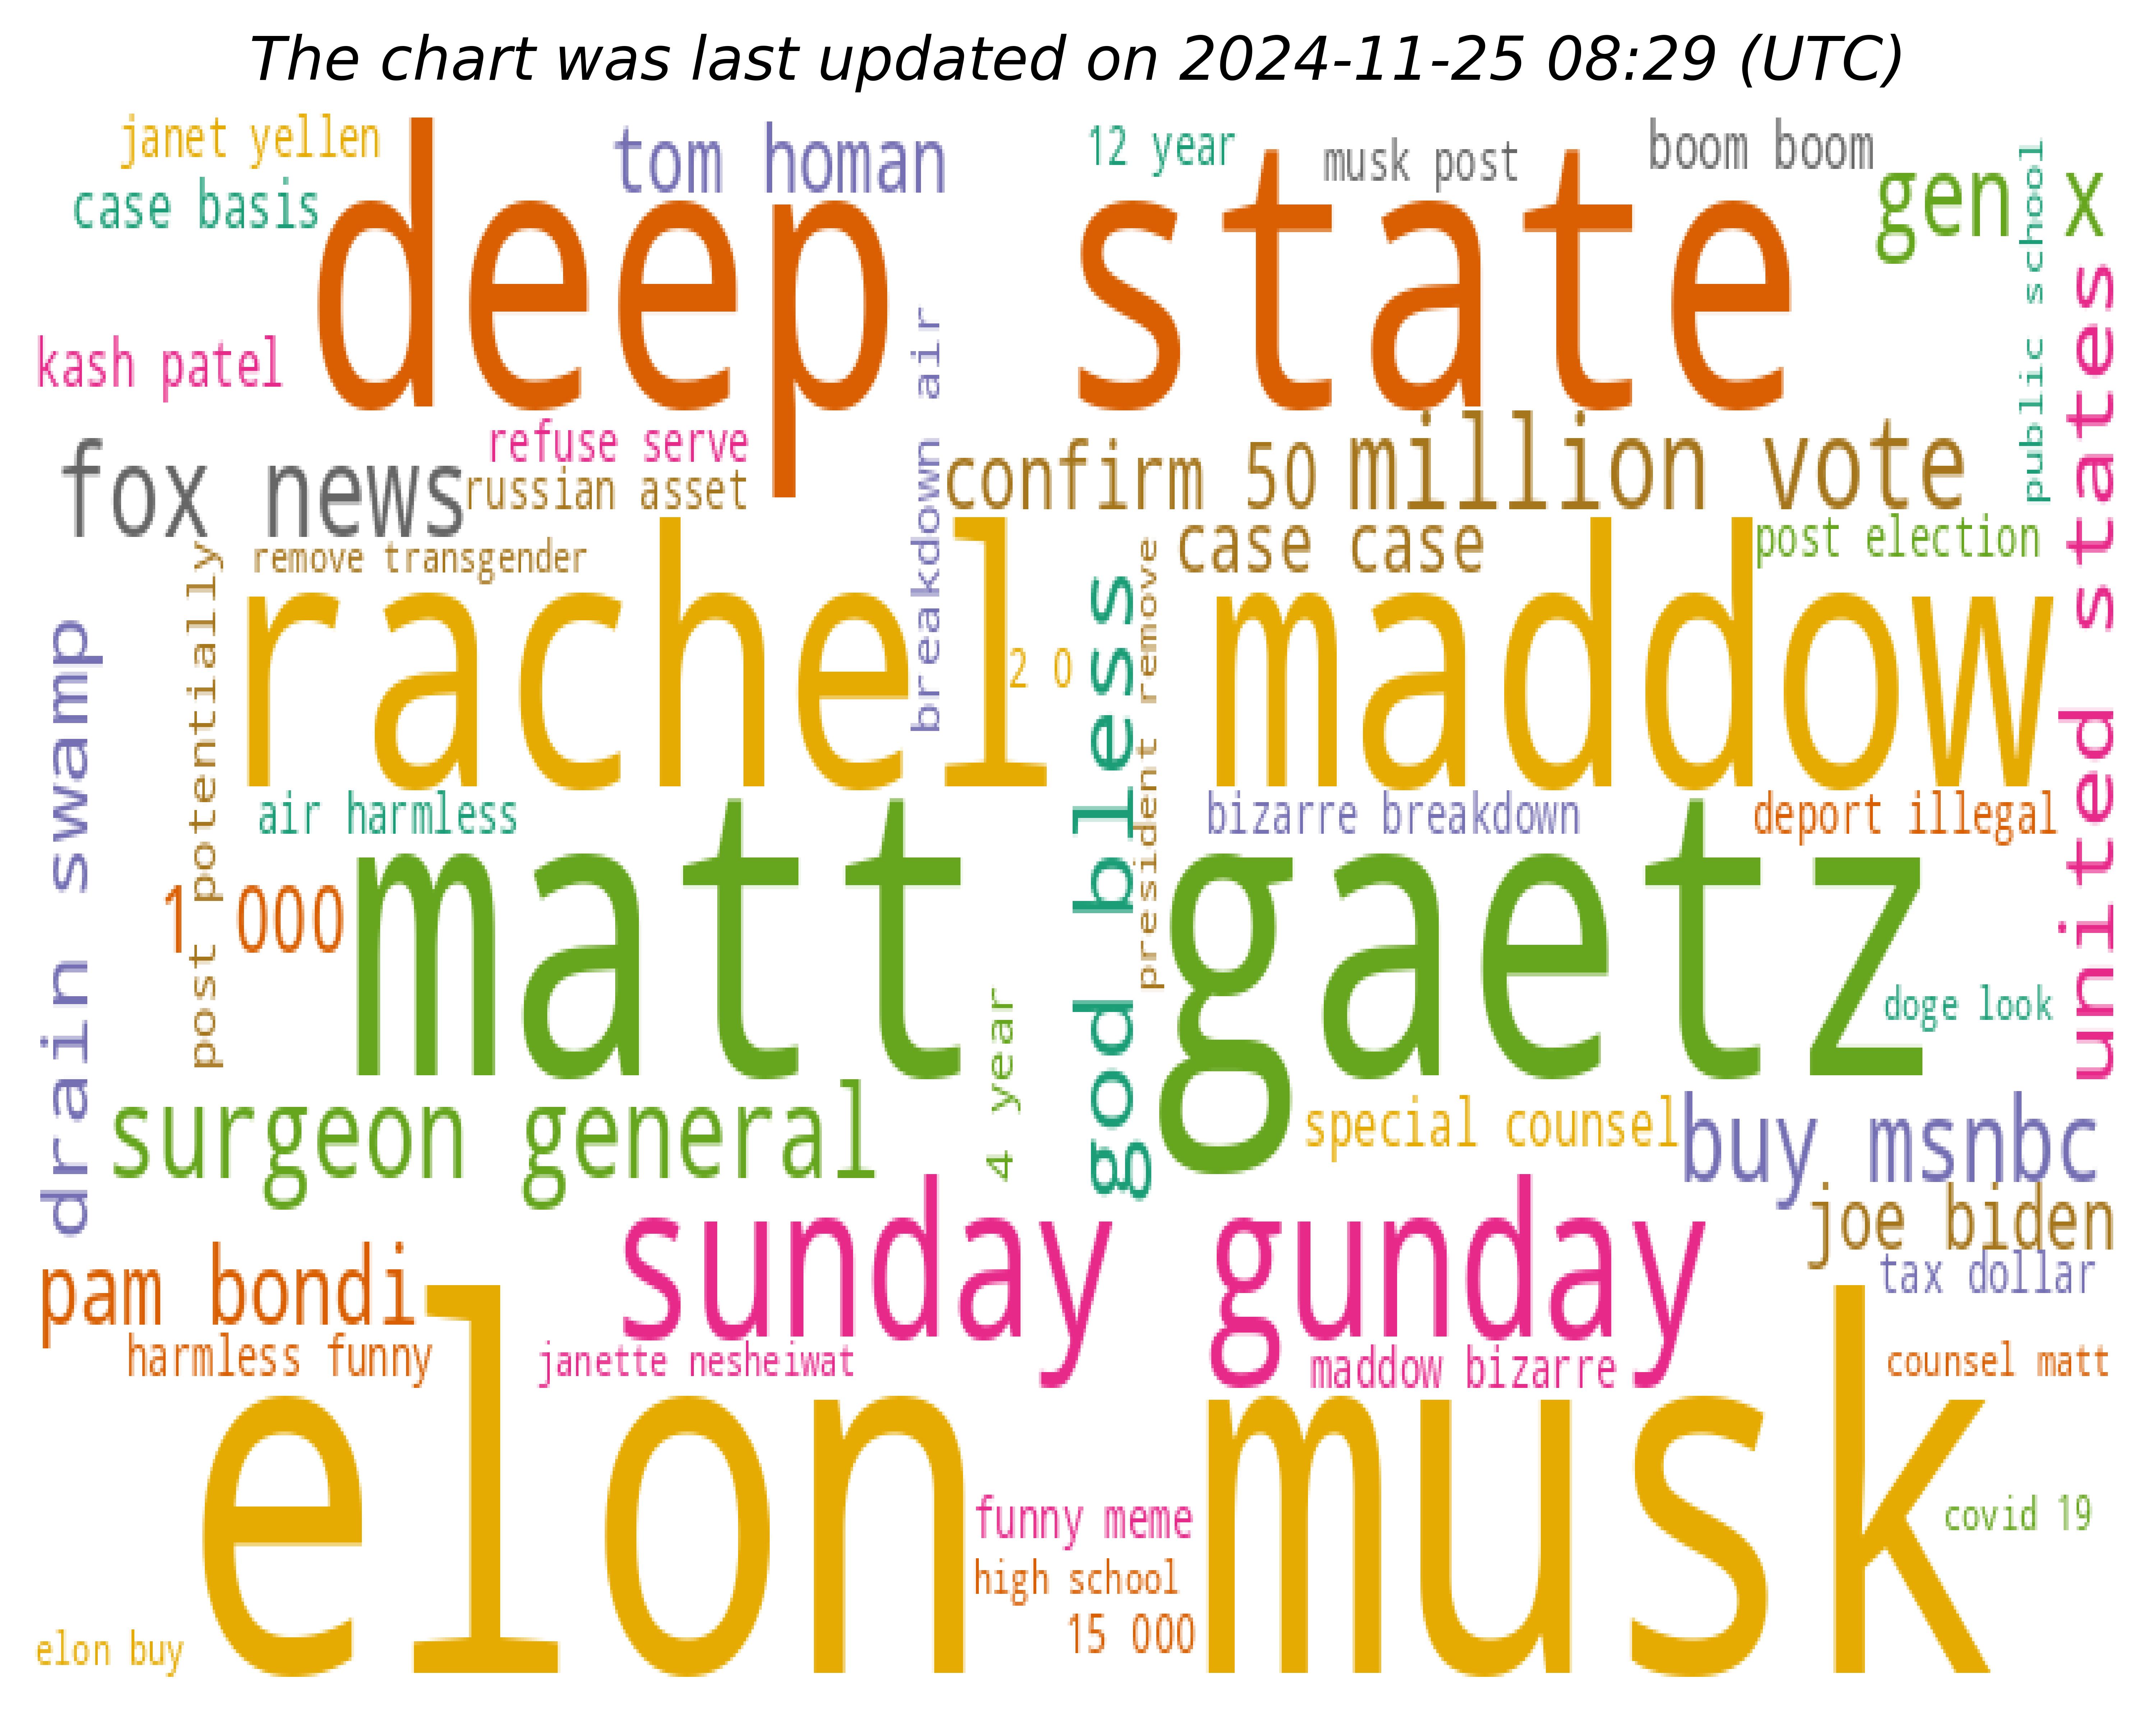 The chart was last updated on 2024-11-25 08:29 (UTC)
janet yellen
tom homan
12 year
musk post
boom boom
case basis
deep state
gen x
public school
kash patel
united states
breakdown air
refuse serve
fox news
russian asset
confirm 50
million vote
remove transgender
case case
post election
rachel maddow
post potentially
drain swamp
2 0
god bless
president remove
air harmless
bizarre breakdown
deport illegal
1 000
matt gaetz
doge look
4 year
surgeon general
special counsel
buy msnbc
sunday gunday
joe biden
pam bondi
tax dollar
harmless funny
janette nesheiwat
maddow bizarre
counsel matt
elon musk
funny meme
covid 19
high school
15 000
elon buy